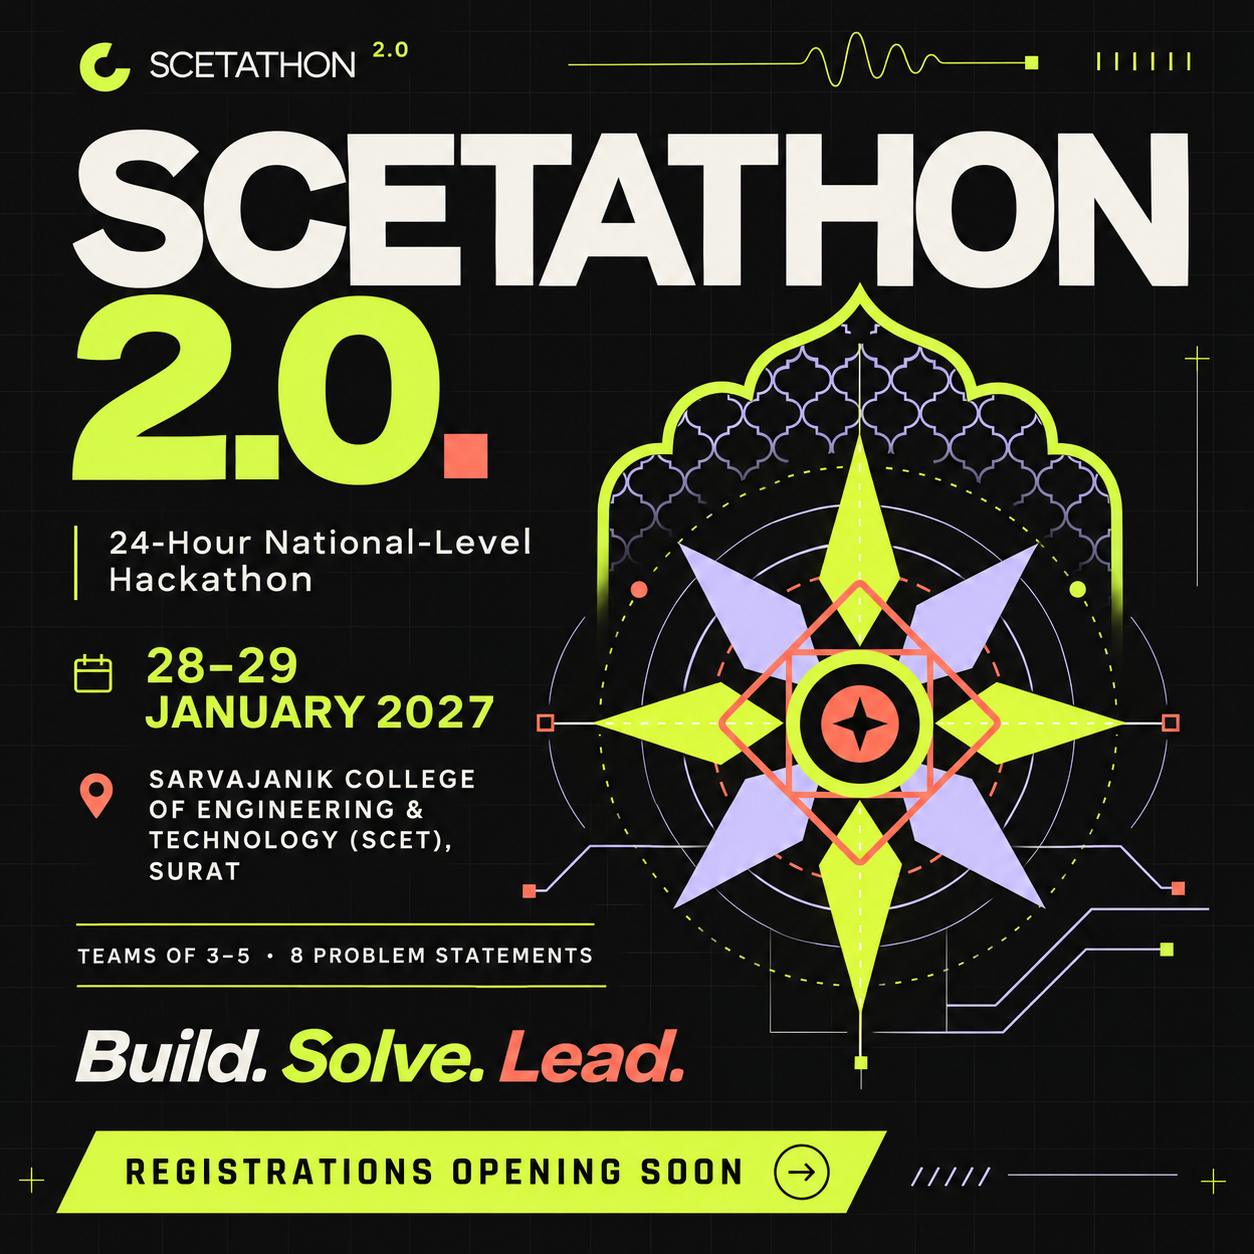 SCETATHON 2.0
SCETATHON
2.0.
24-Hour National-Level
Hackathon
28–29
JANUARY 2027
SARVAJANIK COLLEGE
OF ENGINEERING &
TECHNOLOGY (SCET),
SURAT
TEAMS OF 3–5 • 8 PROBLEM STATEMENTS
Build. Solve. Lead.
REGISTRATIONS OPENING SOON